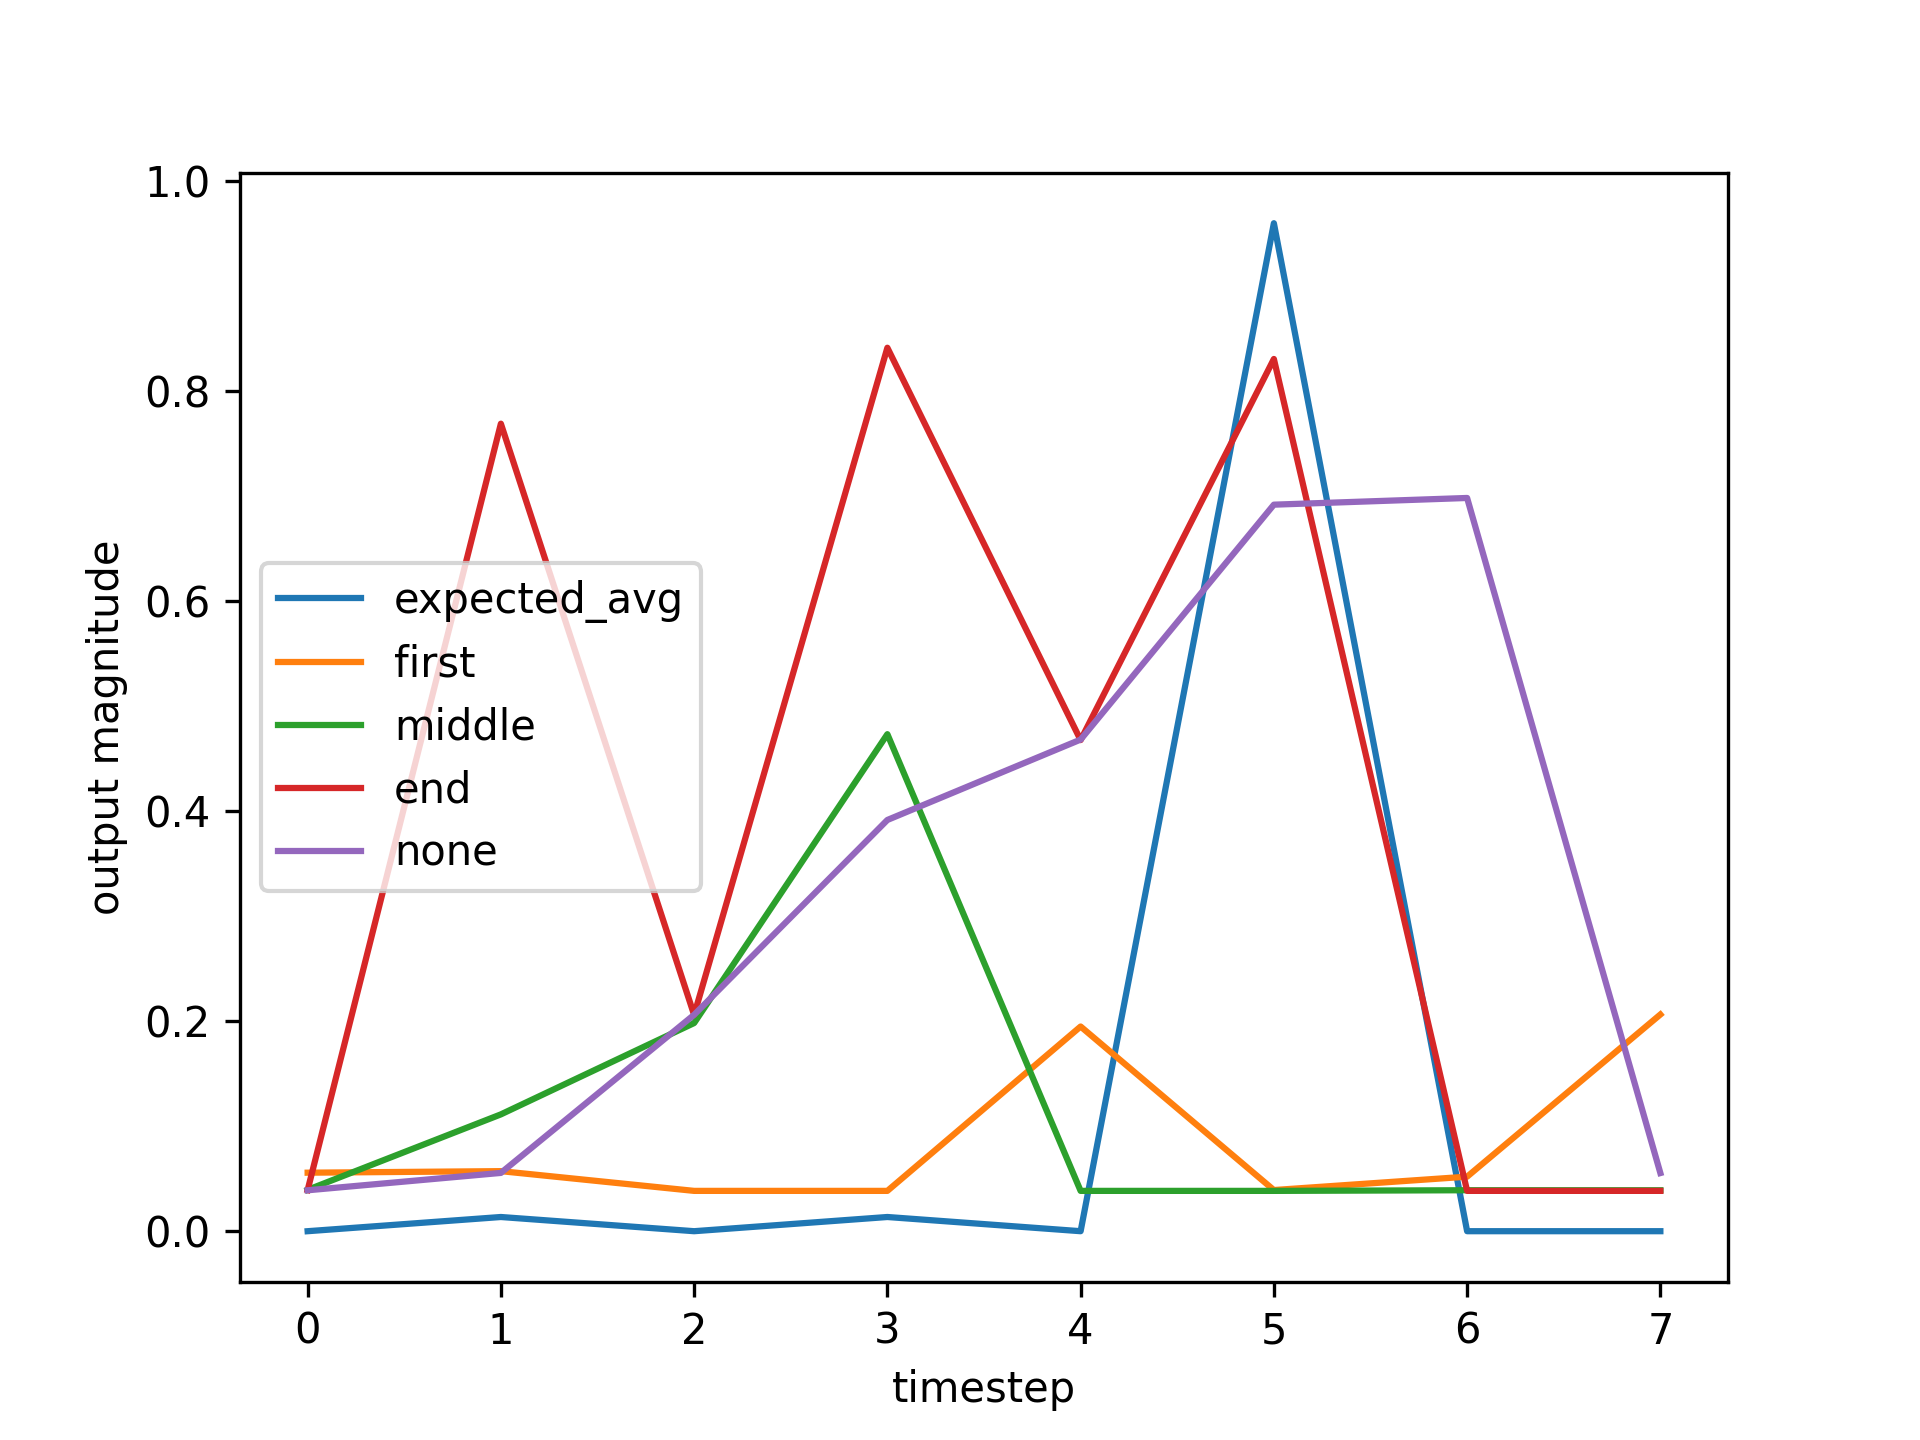 1.0
0.8
0.6
0.4
0.2
0.0
output magnitude
expected_avg
first
middle
end
none
0 1 2 3 4 5 6 7
timestep